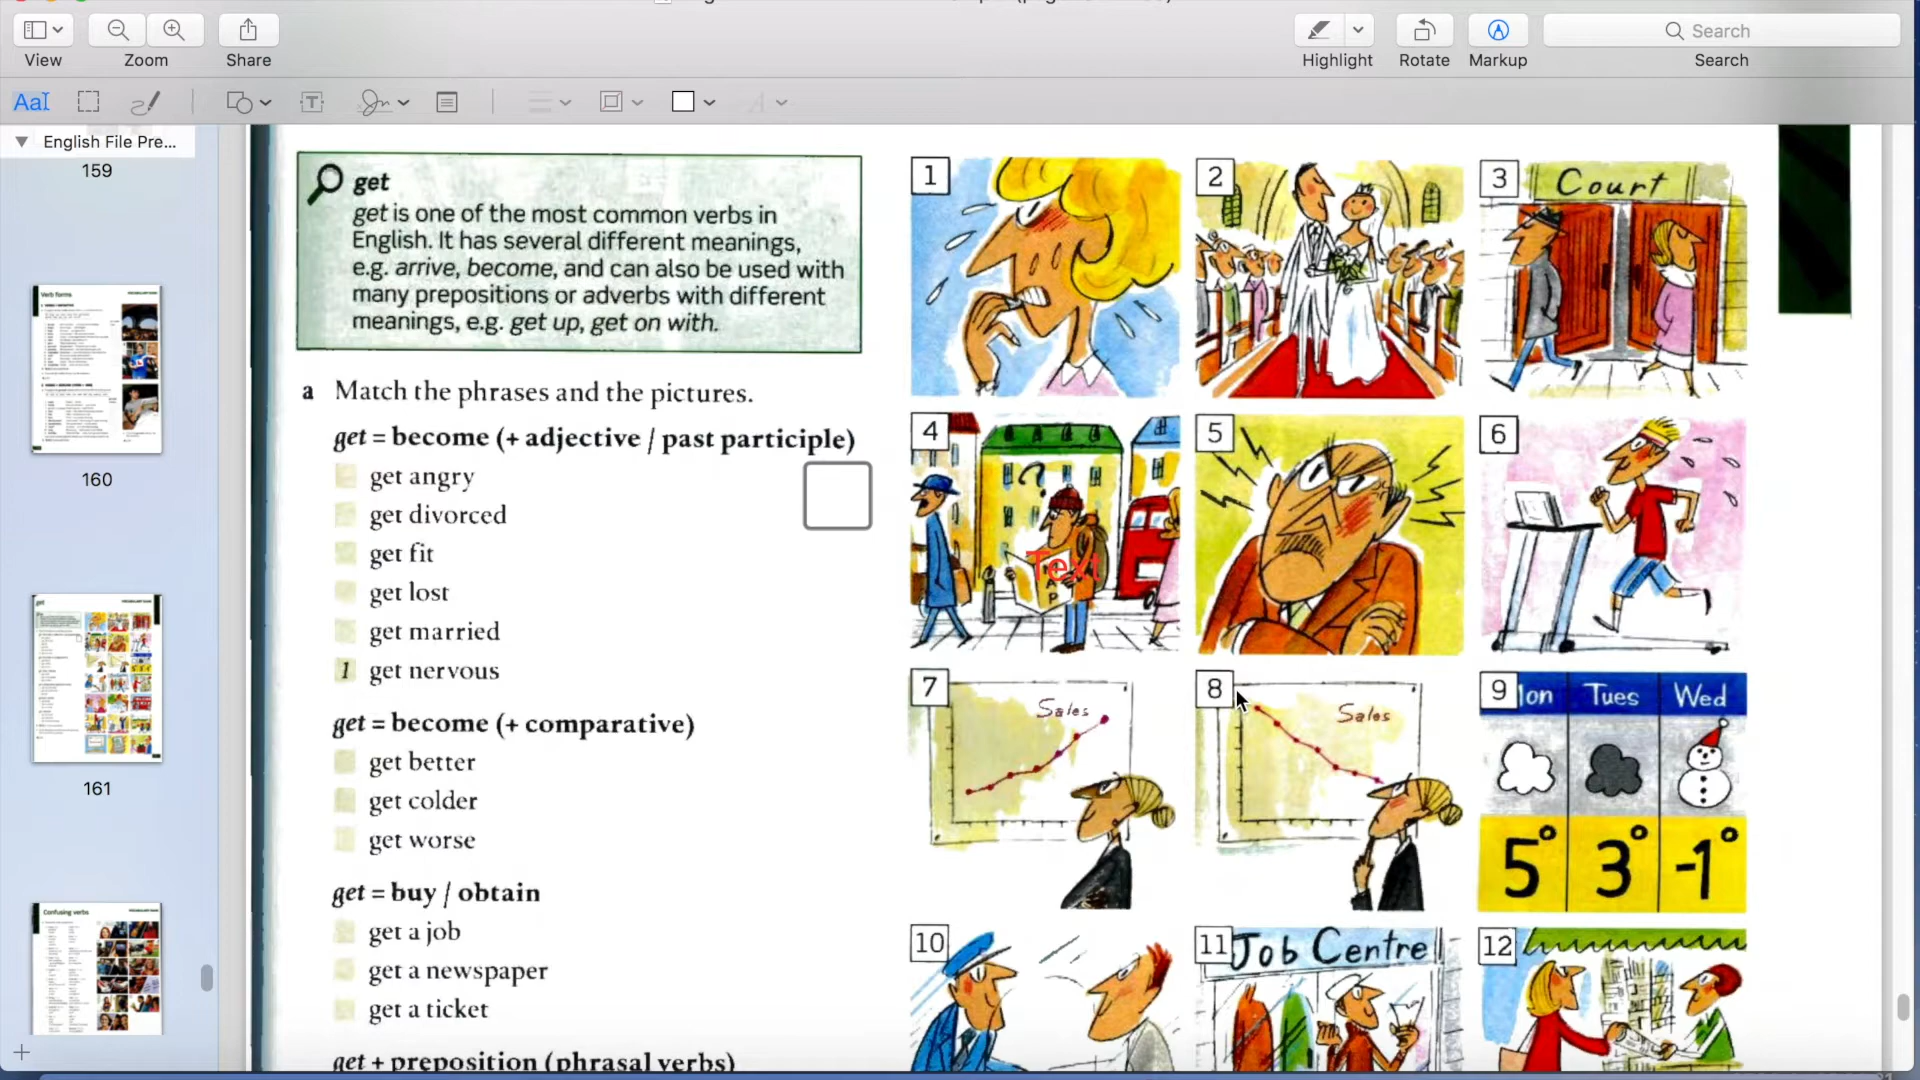 View
Zoom
Share
Highlight
Rotate
Markup
Search
Search
AaI
T
A
English File Pre...
159
160
161
Verb forms
get
Confusing verbs
get
get is one of the most common verbs in
English. It has several different meanings,
e.g. arrive, become, and can also be used with
many prepositions or adverbs with different
meanings, e.g. get up, get on with.
a Match the phrases and the pictures.
get = become (+ adjective / past participle)
get angry
get divorced
get fit
get lost
get married
1 get nervous
get = become (+ comparative)
get better
get colder
get worse
get = buy / obtain
get a job
get a newspaper
get a ticket
get + preposition (phrasal verbs)
1
2
3
Court
4
?
Text
5
6
7
Sales
8
Sales
9
Mon Tues Wed
5° 3° -1°
10
11
Job Centre
12